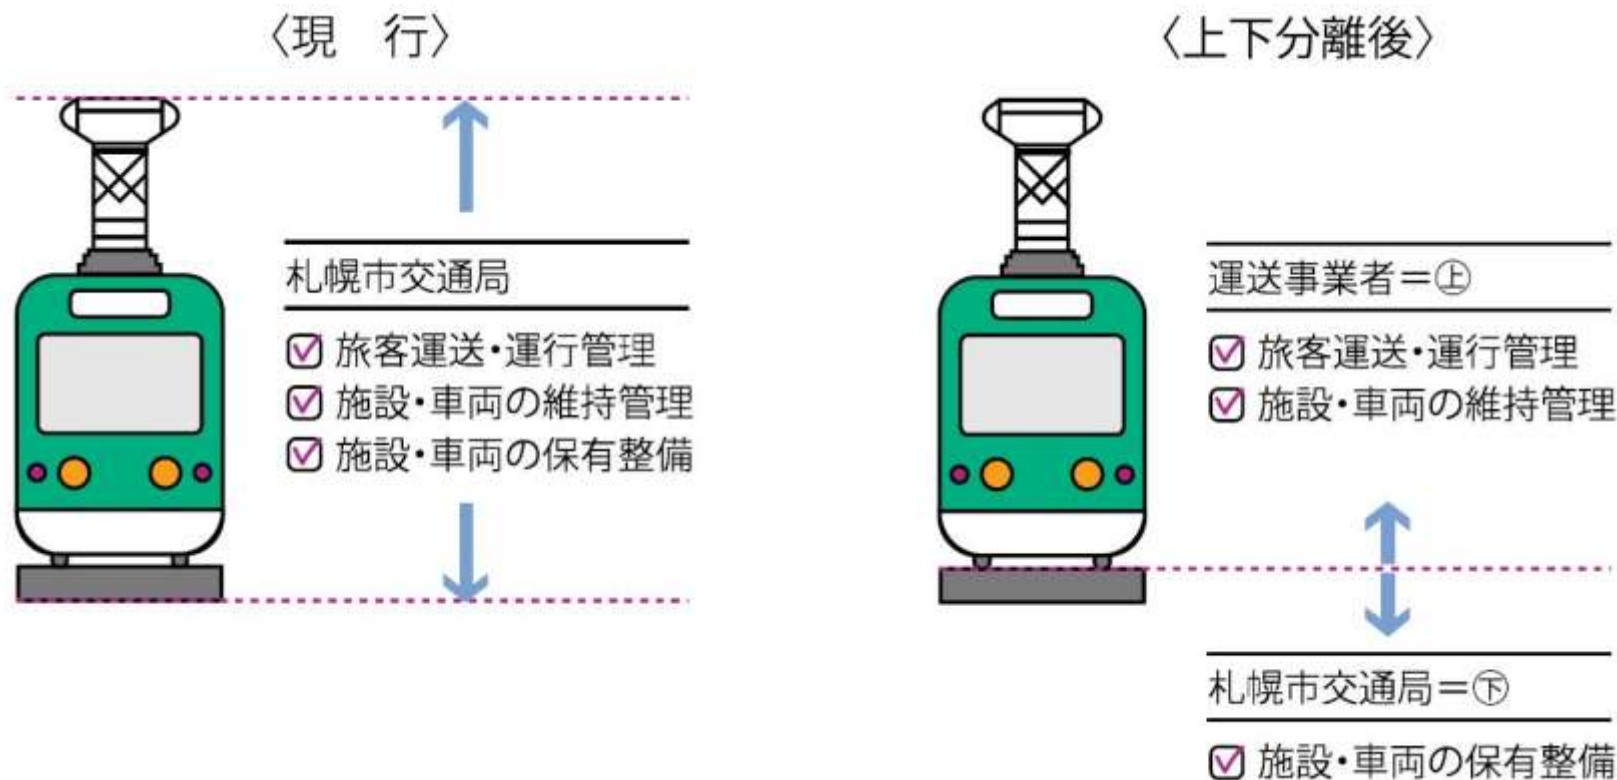 〈現　行〉
札幌市交通局
旅客運送・運行管理
施設・車両の維持管理
施設・車両の保有整備
〈上下分離後〉
運送事業者＝㊤
旅客運送・運行管理
施設・車両の維持管理
札幌市交通局＝㊦
施設・車両の保有整備